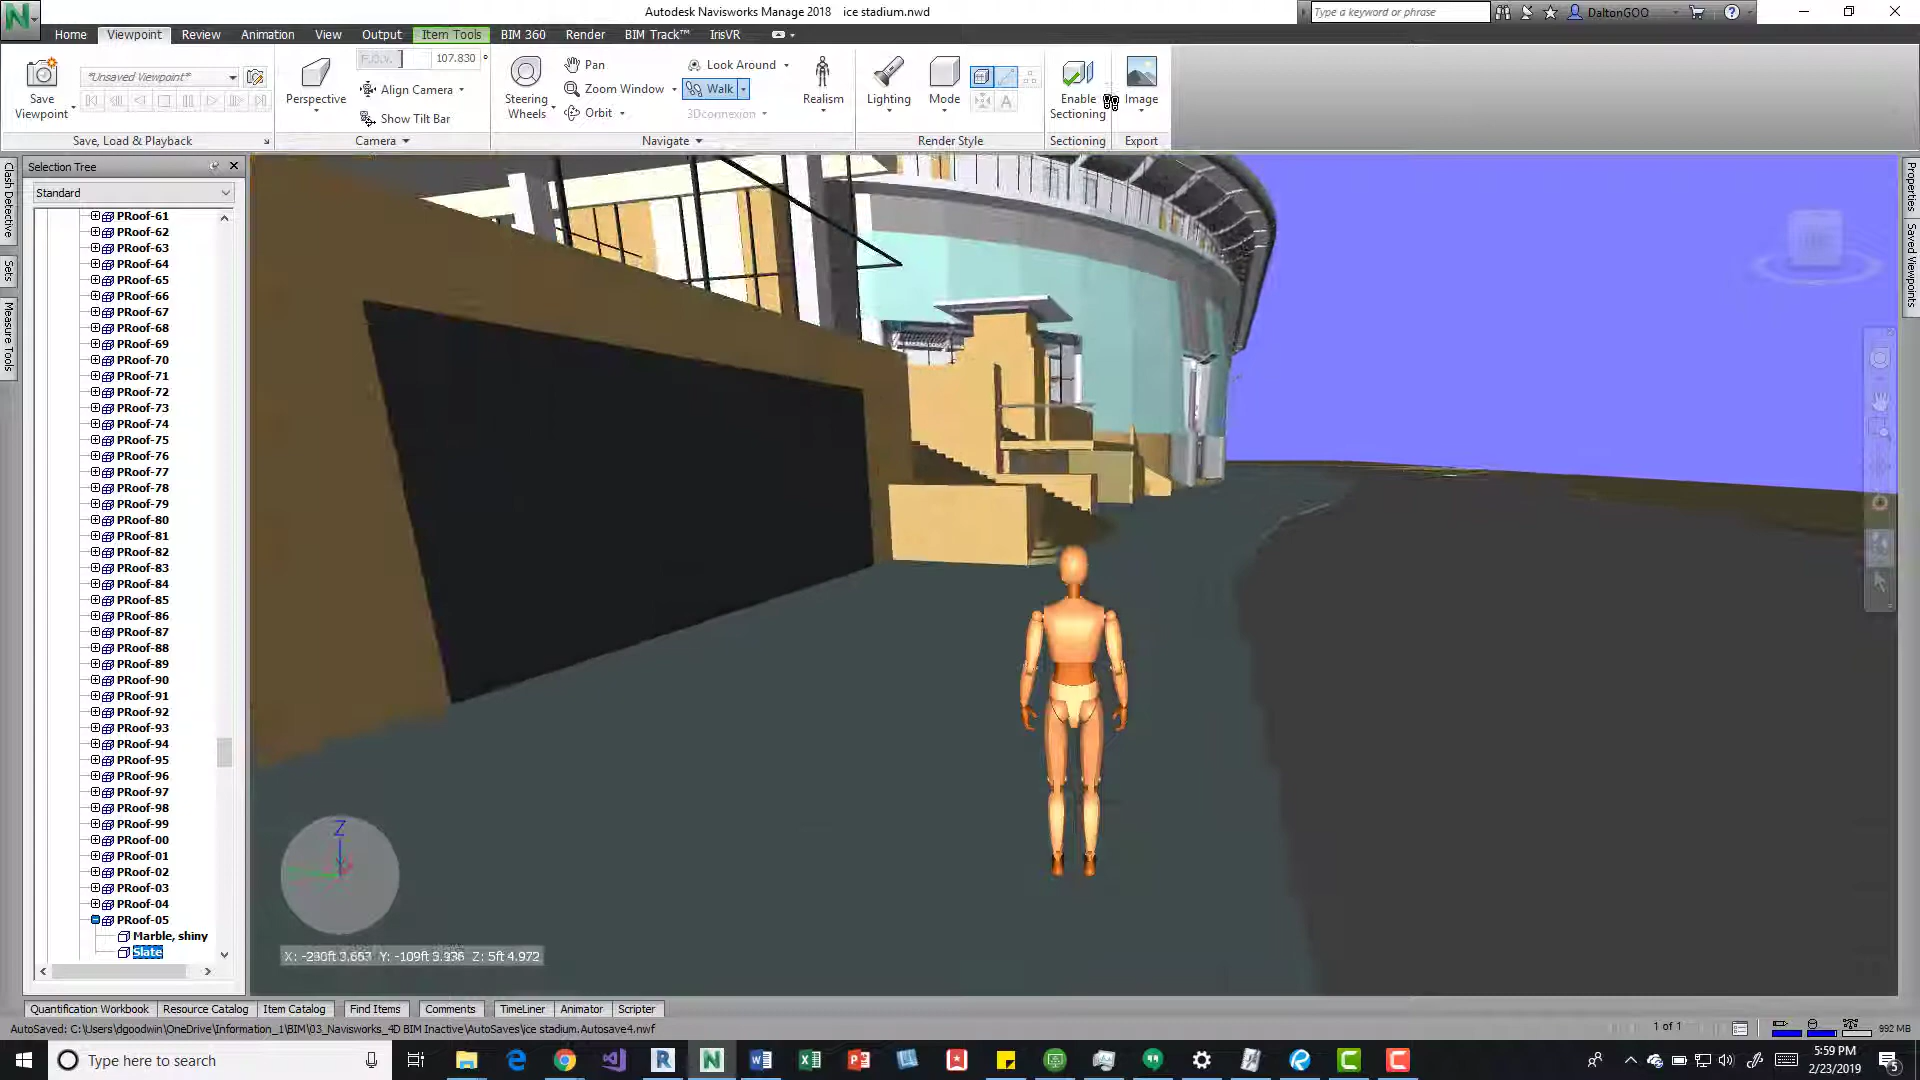 Autodesk Navisworks Manage 2018 ice stadium.nwd
Type a keyword or phrase
DaltonGOO
Home Viewpoint Review Animation View Output Item Tools BIM 360 Render BIM Track™ IrisVR
*Unsaved Viewpoint*
Save Viewpoint
Save, Load & Playback
Perspective
F.O.V. 107.830 °
Align Camera
Show Tilt Bar
Camera
Steering Wheels
Pan
Zoom Window
Orbit
Look Around
Walk
3Dconnexion
Navigate
Realism
Lighting
Mode
Render Style
Enable Sectioning
Sectioning
Image
Export
Clash Detective
Sets
Measure Tools
Selection Tree
Standard
PRoof-61
PRoof-62
PRoof-63
PRoof-64
PRoof-65
PRoof-66
PRoof-67
PRoof-68
PRoof-69
PRoof-70
PRoof-71
PRoof-72
PRoof-73
PRoof-74
PRoof-75
PRoof-76
PRoof-77
PRoof-78
PRoof-79
PRoof-80
PRoof-81
PRoof-82
PRoof-83
PRoof-84
PRoof-85
PRoof-86
PRoof-87
PRoof-88
PRoof-89
PRoof-90
PRoof-91
PRoof-92
PRoof-93
PRoof-94
PRoof-95
PRoof-96
PRoof-97
PRoof-98
PRoof-99
PRoof-00
PRoof-01
PRoof-02
PRoof-03
PRoof-04
PRoof-05
Marble, shiny
Slate
Z
Properties
Saved Viewpoints
Quantification Workbook Resource Catalog Item Catalog Find Items Comments TimeLiner Animator Scripter
AutoSaved: C:\Users\dgoodwin\OneDrive\Information_1\BIM\03_Navisworks_4D BIM Inactive\AutoSaves\ice stadium.Autosave4.nwf
1 of 1
992 MB
Type here to search
5:59 PM
2/23/2019
5